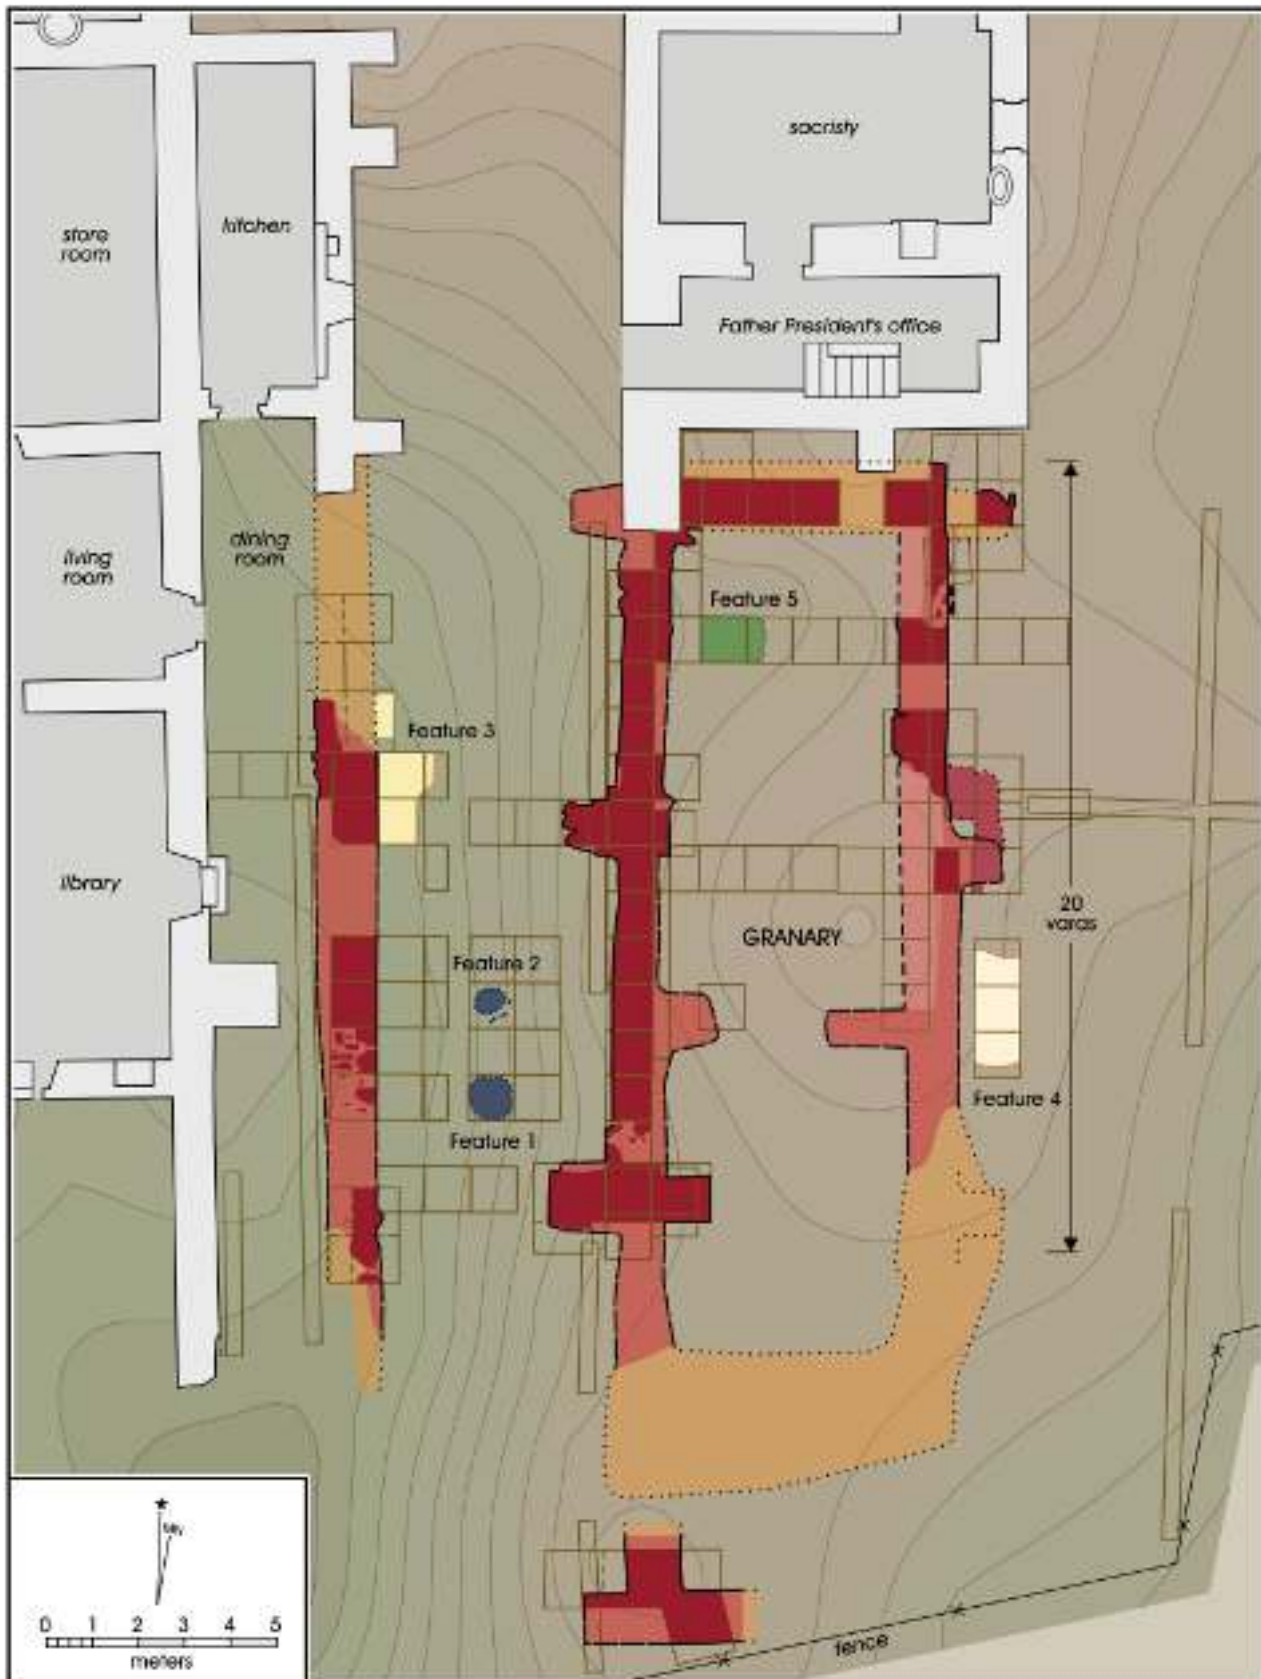 sacristy
store
room
kitchen
Father President's office
dining
room
living
room
Feature 5
Feature 3
library
20
varas
GRANARY
Feature 2
Feature 4
Feature 1
0 1 2 3 4 5
meters
fence